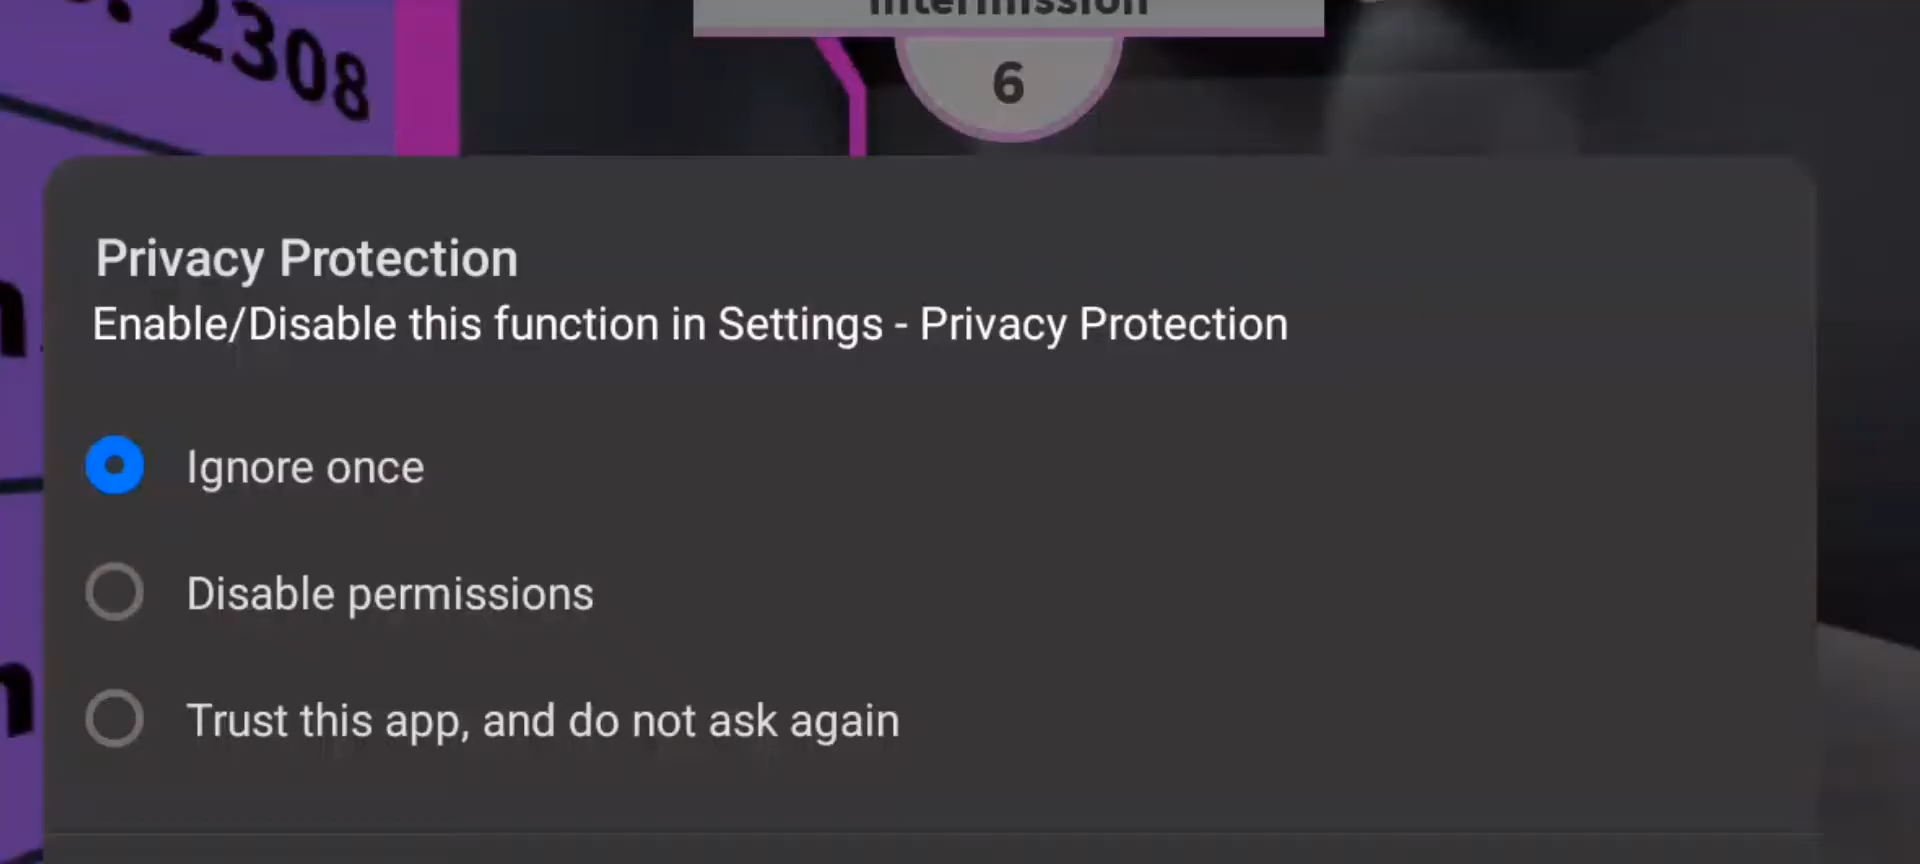 2308
Intermission
6
Privacy Protection
Enable/Disable this function in Settings - Privacy Protection
Ignore once
Disable permissions
Trust this app, and do not ask again